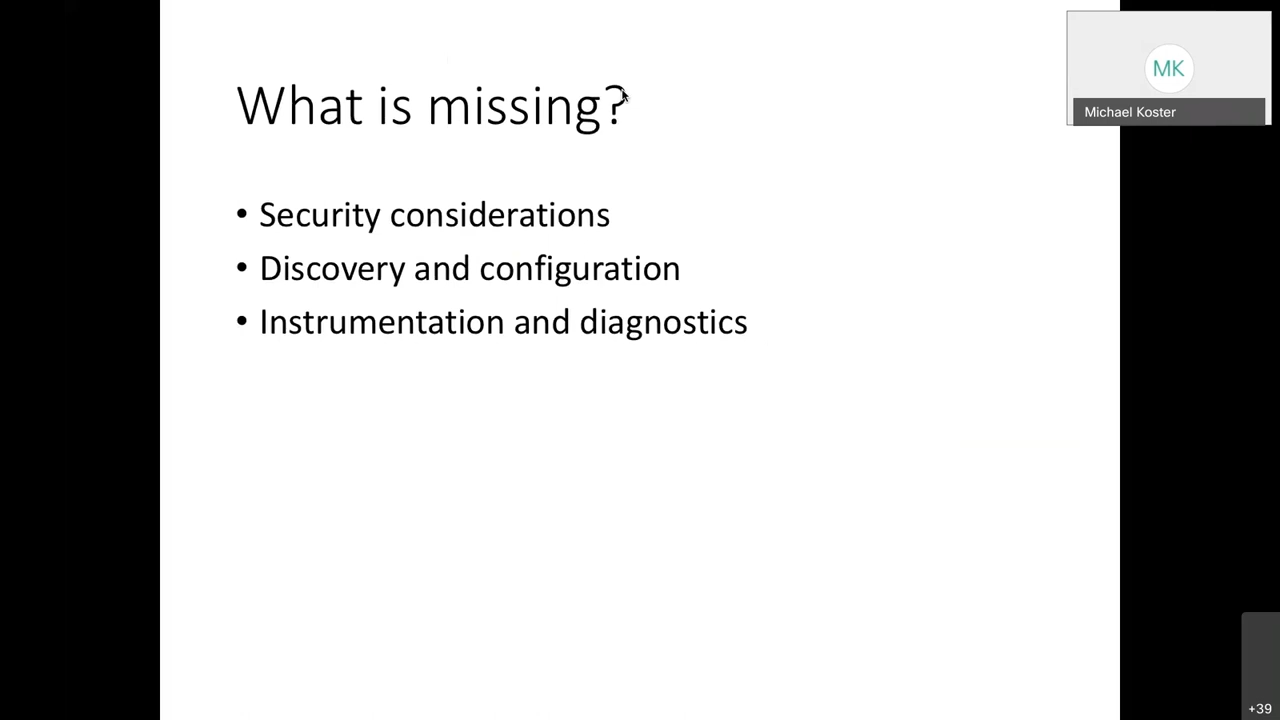 What is missing?
• Security considerations
• Discovery and configuration
• Instrumentation and diagnostics
MK
Michael Koster
+39